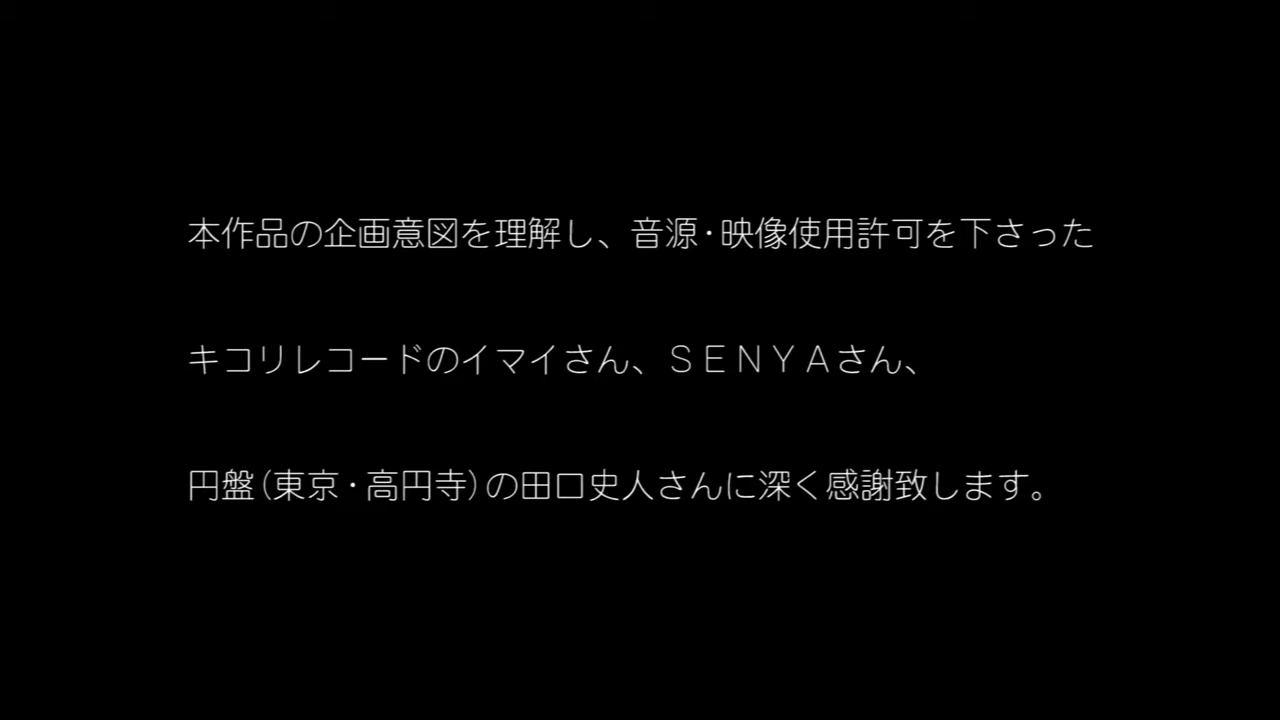 本作品の企画意図を理解し、音源・映像使用許可を下さった
キコリレコードのイマイさん、ＳＥＮＹＡさん、
円盤(東京・高円寺)の田口史人さんに深く感謝致します。